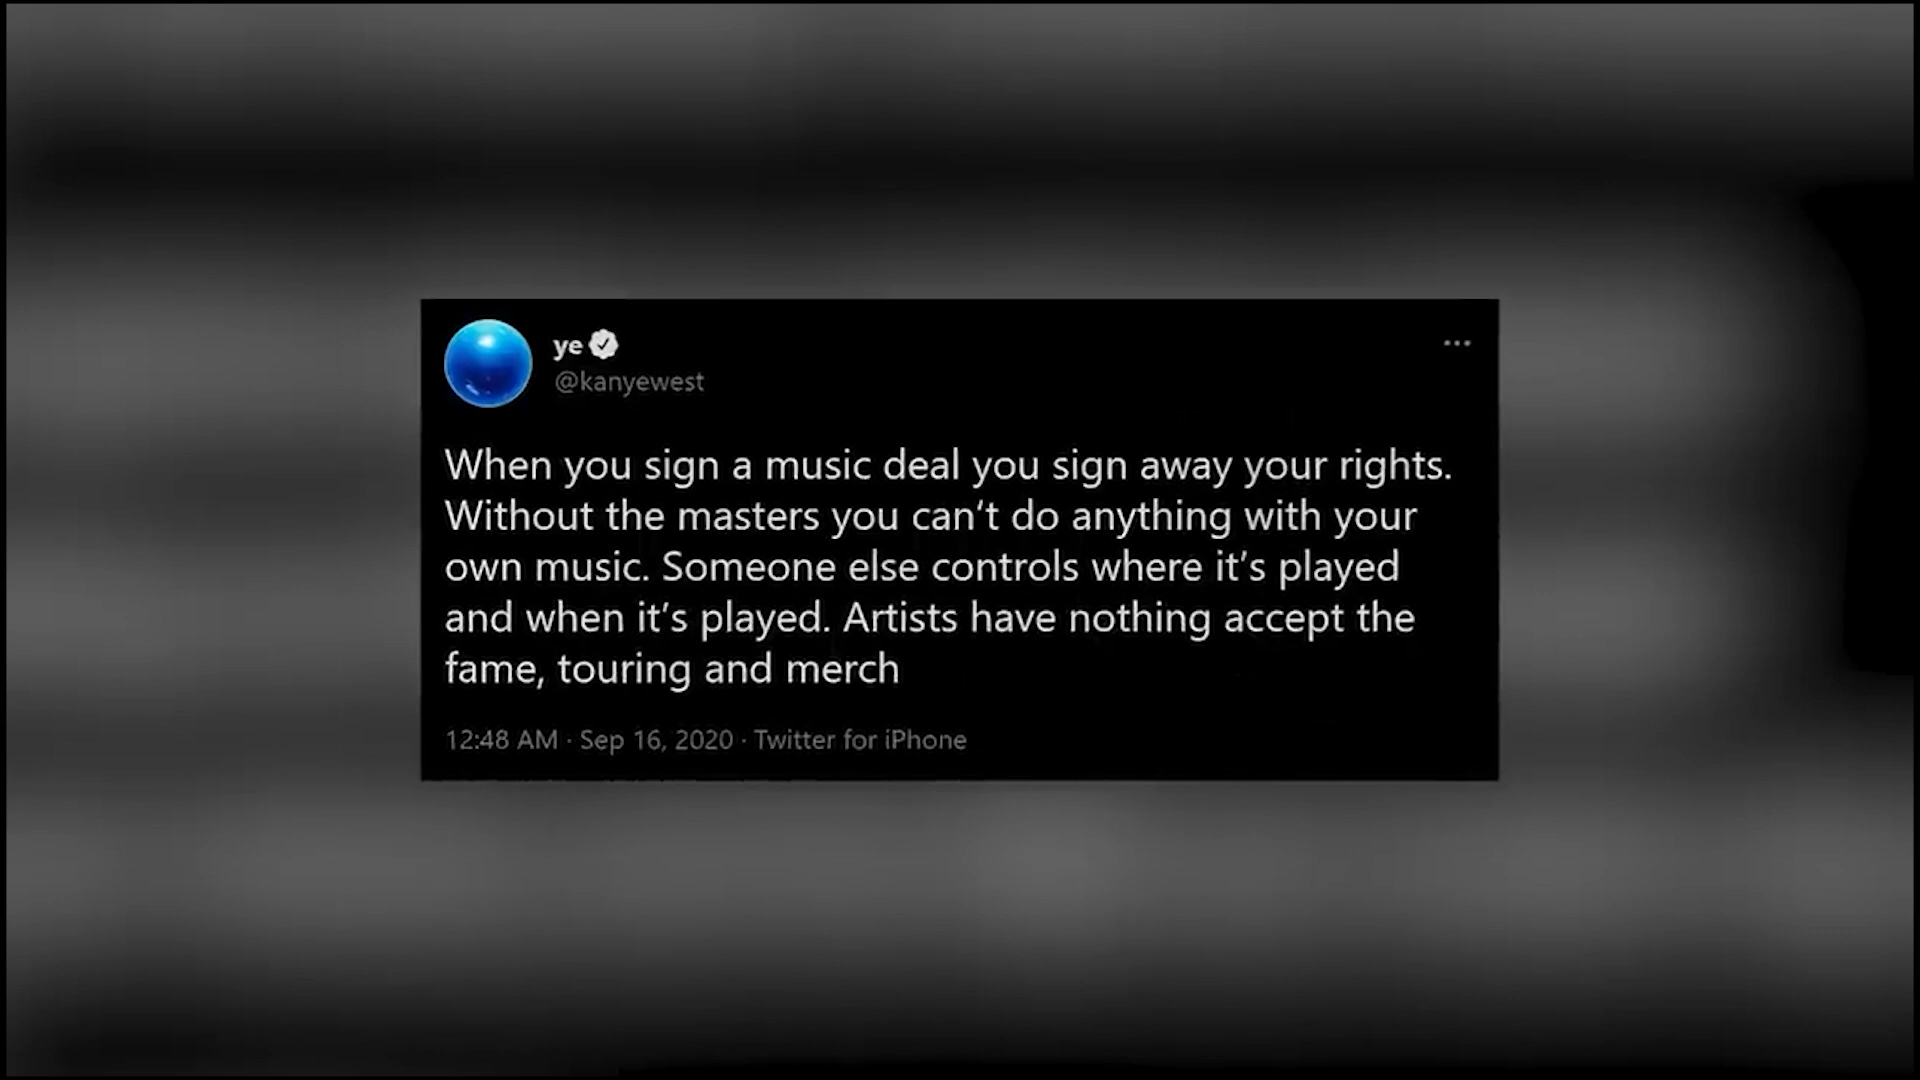 ye
@kanyewest
When you sign a music deal you sign away your rights.
Without the masters you can't do anything with your
own music. Someone else controls where it's played
and when it's played. Artists have nothing accept the
fame, touring and merch
12:48 AM · Sep 16, 2020 · Twitter for iPhone